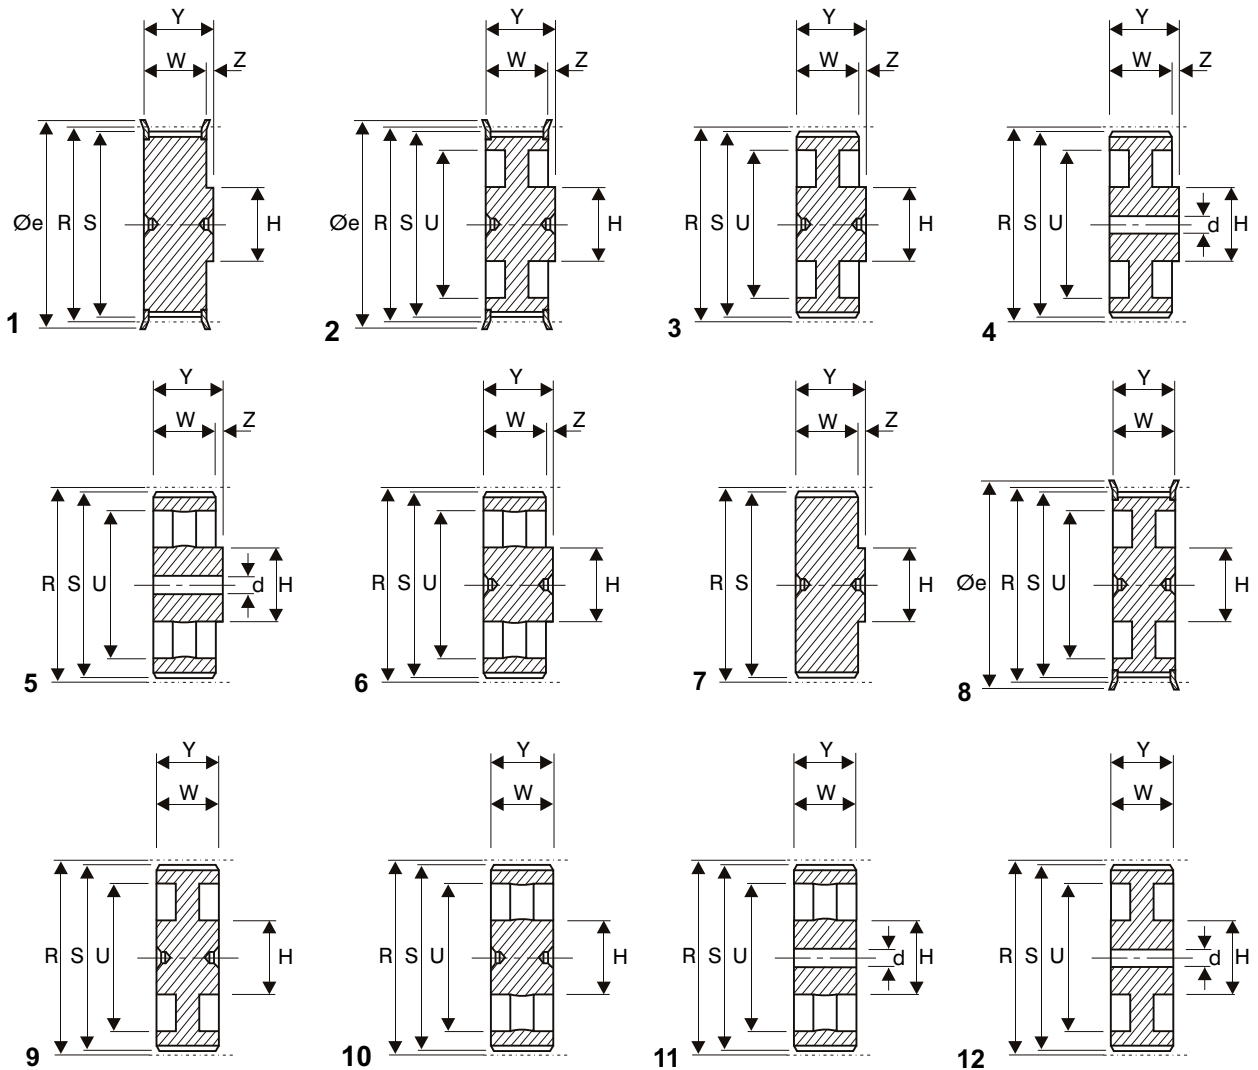 Y Y Y Y
W Z W Z W Z W Z
Øe R S H Øe R S U H R S U H R S U d H
1 2 3 4
Y Y Y Y
W Z W Z W Z W
R S U d H R S U H R S H Øe R S U H
5 6 7 8
Y Y Y Y
W W W W
R S U H R S U H R S U d H R S U d H
9 10 11 12